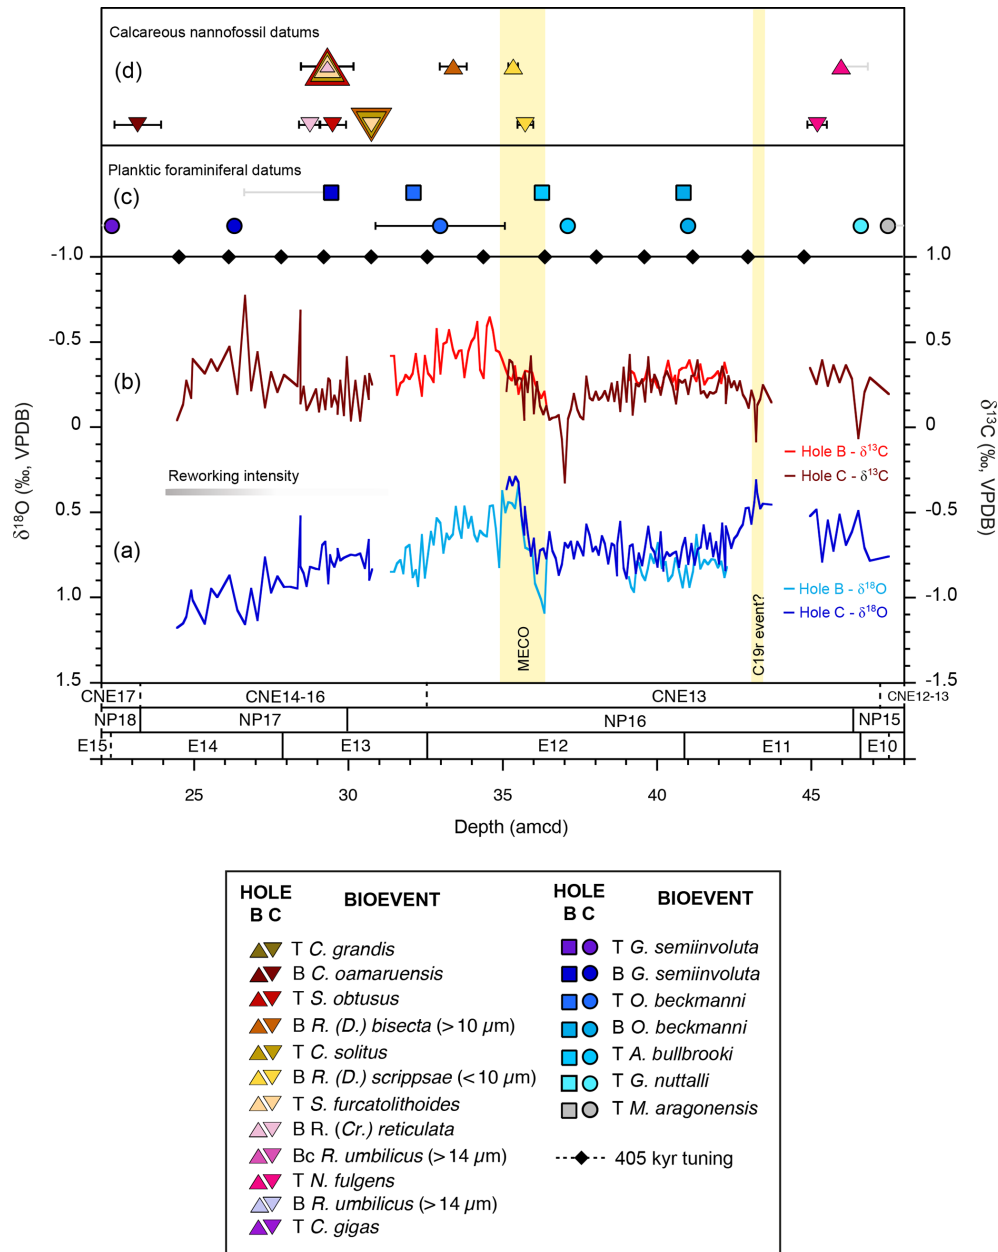 Calcareous nannofossil datums
(d)
Planktic foraminiferal datums
(c)
-1.0
-0.5
0
0.5
1.0
1.5
δ18O (‰, VPDB)
1.0
0.5
0
-0.5
-1.0
-1.5
δ13C (‰, VPDB)
(b)
Hole B - δ13C
Hole C - δ13C
Reworking intensity
(a)
Hole B - δ18O
Hole C - δ18O
MECO
C19r event?
CNE17 CNE14-16 CNE13 CNE12-13
NP18 NP17 NP16 NP15
E15 E14 E13 E12 E11 E10
25 30 35 40 45
Depth (amcd)
HOLE
B C
BIOEVENT
T C. grandis
B C. oamaruensis
T S. obtusus
B R. (D.) bisecta (> 10 µm)
T C. solitus
B R. (D.) scrippsae (< 10 µm)
T S. furcatolithoides
B R. (Cr.) reticulata
Bc R. umbilicus (> 14 µm)
T N. fulgens
B R. umbilicus (> 14 µm)
T C. gigas
HOLE
B C
BIOEVENT
T G. semiinvoluta
B G. semiinvoluta
T O. beckmanni
B O. beckmanni
T A. bullbrooki
T G. nuttalli
T M. aragonensis
405 kyr tuning